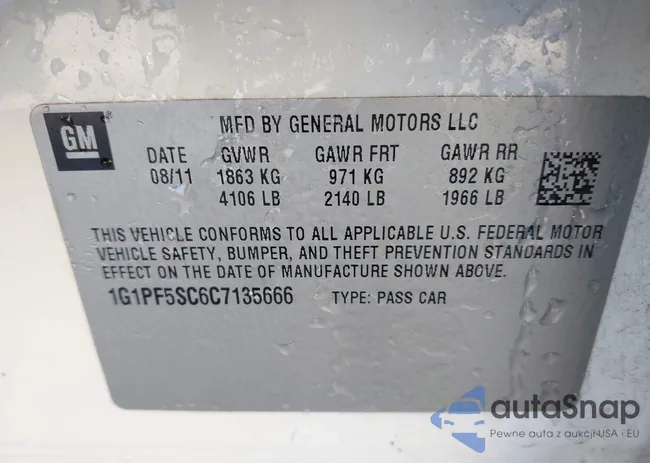 GM
MFD BY GENERAL MOTORS LLC
DATE GVWR GAWR FRT GAWR RR
08/11 1863 KG 971 KG 892 KG
4106 LB 2140 LB 1966 LB
THIS VEHICLE CONFORMS TO ALL APPLICABLE U.S. FEDERAL MOTOR
VEHICLE SAFETY, BUMPER, AND THEFT PREVENTION STANDARDS IN
EFFECT ON THE DATE OF MANUFACTURE SHOWN ABOVE.
1G1PF5SC6C7135666 TYPE: PASS CAR
autaSnap
Pewne auta z aukcji USA i EU